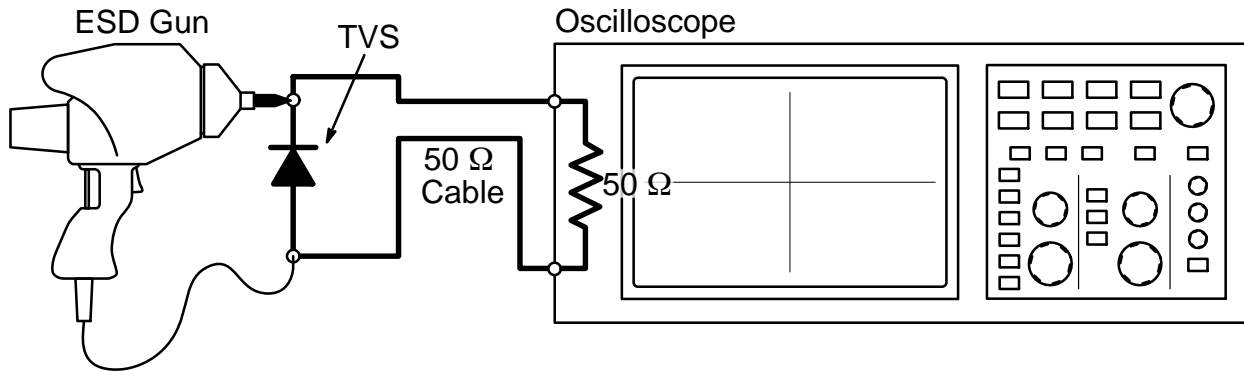 ESD Gun
TVS
Oscilloscope
50 Ω
Cable
50 Ω